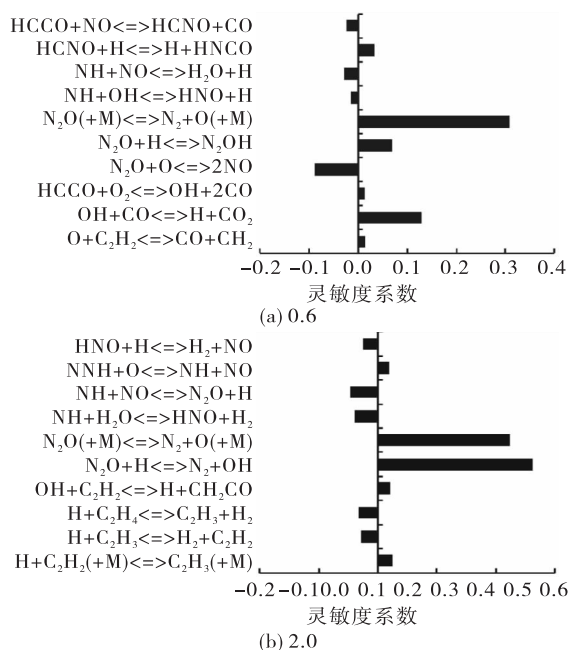 HCCO+NO<=>HCNO+CO
HCNO+H<=>H+HNCO
NH+NO<=>H₂O+H
NH+OH<=>HNO+H
N₂O(+M)<=>N₂+O(+M)
N₂O+H<=>N₂OH
N₂O+O<=>2NO
HCCO+O₂<=>OH+2CO
OH+CO<=>H+CO₂
O+C₂H₂<=>CO+CH₂
-0.2 -0.1 0.0 0.1 0.2 0.3 0.4
灵敏度系数
(a) 0.6
HNO+H<=>H₂+NO
NNH+O<=>NH+NO
NH+NO<=>N₂O+H
NH+H₂O<=>HNO+H₂
N₂O(+M)<=>N₂+O(+M)
N₂O+H<=>N₂+OH
OH+C₂H₂<=>H+CH₂CO
H+C₂H₄<=>C₂H₃+H₂
H+C₂H₃<=>H₂+C₂H₂
H+C₂H₂(+M)<=>C₂H₃(+M)
-0.2 -0.10.0 0.1 0.2 0.3 0.4 0.5 0.6
灵敏度系数
(b) 2.0